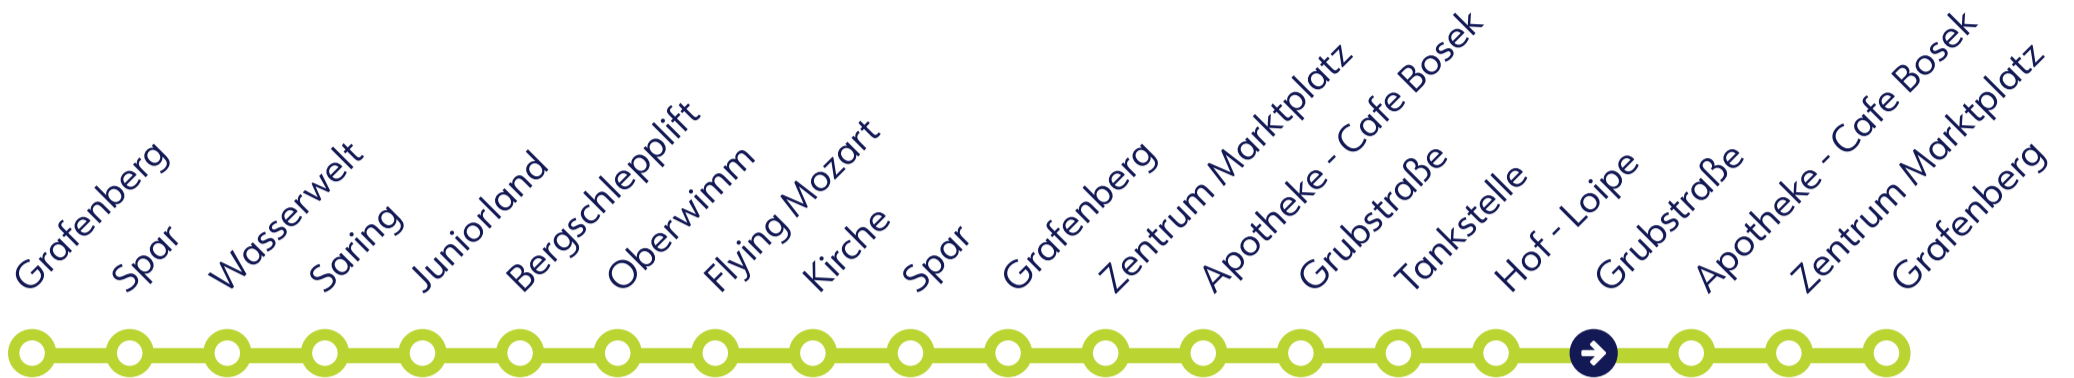 Grafenberg
Spar
Wasserwelt
Saring
Juniorland
Bergschlepplift
Oberwimm
Flying Mozart
Kirche
Spar
Grafenberg
Zentrum Marktplatz
Apotheke - Cafe Bosek
Grubstraße
Tankstelle
Hof - Loipe
Grubstraße
Apotheke - Cafe Bosek
Zentrum Marktplatz
Grafenberg